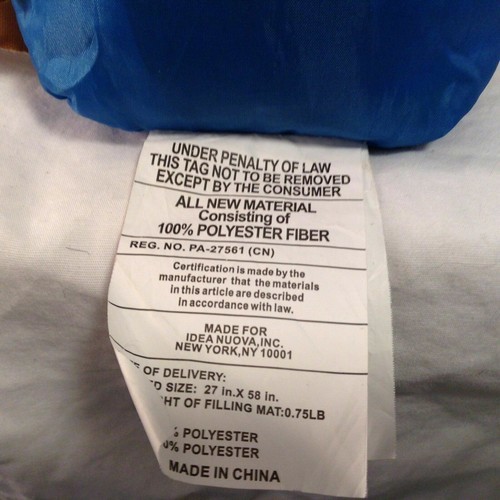 UNDER PENALTY OF LAW
THIS TAG NOT TO BE REMOVED
EXCEPT BY THE CONSUMER
ALL NEW MATERIAL
Consisting of
100% POLYESTER FIBER
REG. NO. PA-27561 (CN)
Certification is made by the
manufacturer that the materials
in this article are described
in accordance with law.
MADE FOR
IDEA NUOVA,INC.
NEW YORK,NY 10001
OF DELIVERY:
SIZE: 27 in.X 58 in.
OF FILLING MAT:0.75LB
POLYESTER
POLYESTER
MADE IN CHINA